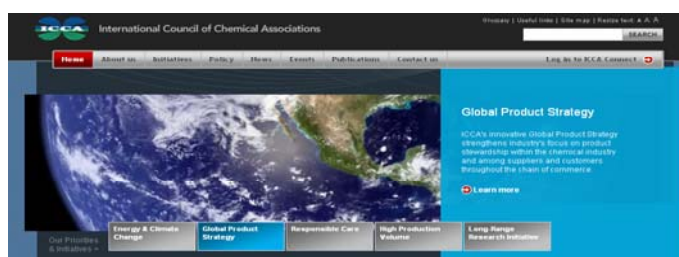 Glossary | Useful links | Site map | Resize text A A A
ICCA International Council of Chemical Associations
SEARCH
Home About us Initiatives Policy News Events Publications Contact us Log in to ICCA Connect
Global Product Strategy
ICCA's innovative Global Product Strategy
strengthens industry's focus on product
stewardship within the chemical industry
and among suppliers and customers
throughout the chain of commerce.
Learn more
Our Priorities
& Initiatives >
Energy & Climate
Change
Global Product
Strategy
Responsible Care
High Production
Volume
Long-Range
Research Initiative